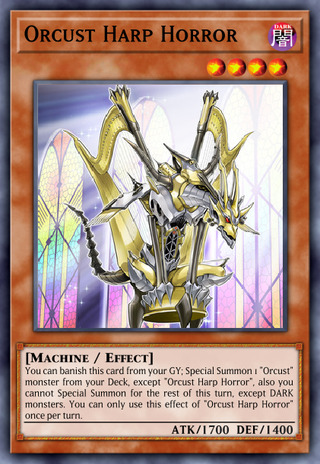 Orcust Harp Horror
DARK
闇
[Machine / Effect]
You can banish this card from your GY; Special Summon 1 "Orcust"
monster from your Deck, except "Orcust Harp Horror", also you
cannot Special Summon for the rest of this turn, except DARK
monsters. You can only use this effect of "Orcust Harp Horror"
once per turn.
ATK/1700 DEF/1400